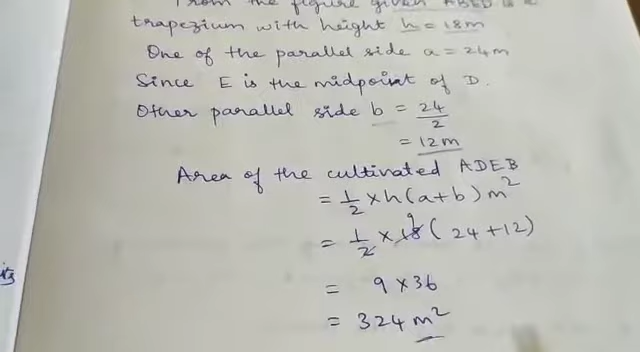 From the figure given ABED is a
trapezium with height h = 18m
One of the parallel side a = 24m
Since E is the midpoint of D.
Other parallel side b = 24/2
= 12m
Area of the cultivated ADEB
= 1/2 × h(a+b) m²
= 1/2 × 18 9 (24+12)
= 9 × 36
= 324 m²